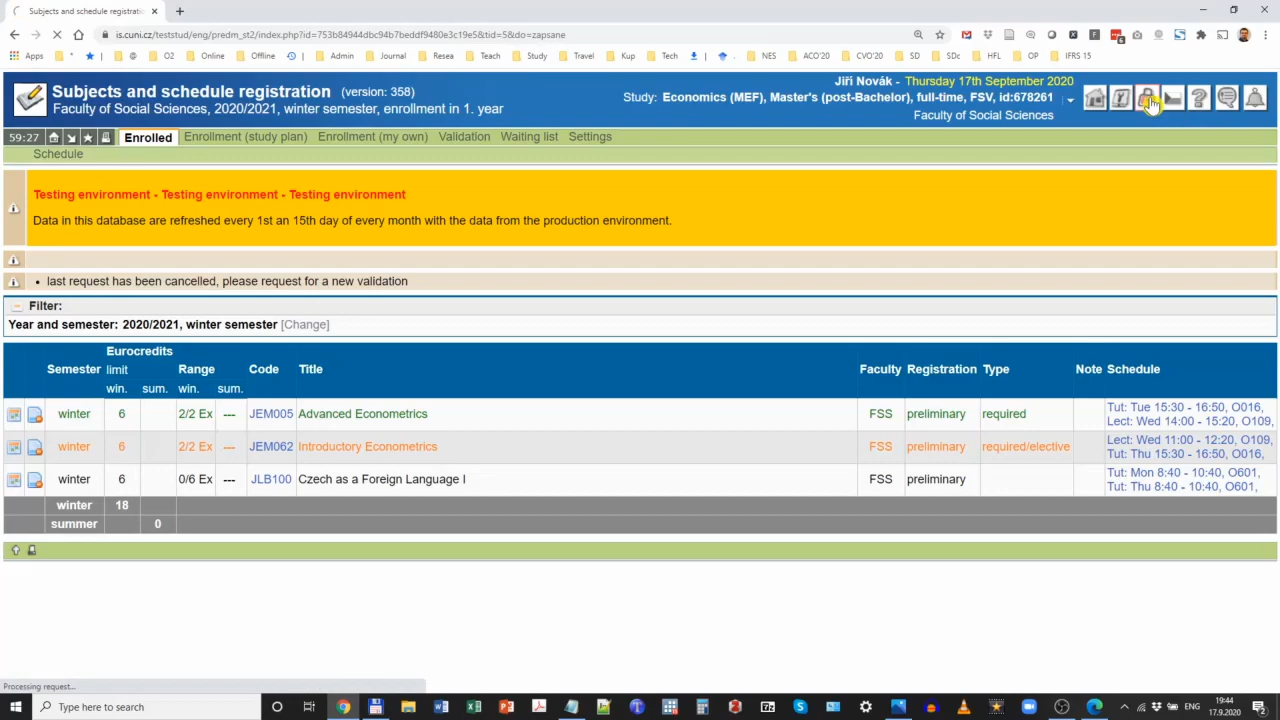 Subjects and schedule registratio
is.cuni.cz/teststud/eng/predm_st2/index.php?id=753b84944dbc94b7beddf9480e3c19e5&tid=5&do=zapsane
Apps * @ O2 Online Offline Admin Journal Resea Teach Study Travel Kup Tech NES ACO'20 CVO'20 SD SDc HFL OP IFRS 15
Subjects and schedule registration (version: 358)
Faculty of Social Sciences, 2020/2021, winter semester, enrollment in 1. year
Jiří Novák - Thursday 17th September 2020
Study: Economics (MEF), Master's (post-Bachelor), full-time, FSV, id:678261
Faculty of Social Sciences
59:27 Enrolled Enrollment (study plan) Enrollment (my own) Validation Waiting list Settings
Schedule
Testing environment - Testing environment - Testing environment
Data in this database are refreshed every 1st an 15th day of every month with the data from the production environment.
• last request has been cancelled, please request for a new validation
Filter:
Year and semester: 2020/2021, winter semester [Change]
Eurocredits
Semester limit Range Code Title Faculty Registration Type Note Schedule
win. sum. win. sum.
winter 6 2/2 Ex --- JEM005 Advanced Econometrics FSS preliminary required Tut: Tue 15:30 - 16:50, O016,
Lect: Wed 14:00 - 15:20, O109,
winter 6 2/2 Ex --- JEM062 Introductory Econometrics FSS preliminary required/elective Lect: Wed 11:00 - 12:20, O109,
Tut: Thu 15:30 - 16:50, O016,
winter 6 0/6 Ex --- JLB100 Czech as a Foreign Language I FSS preliminary Tut: Mon 8:40 - 10:40, O601,
Tut: Thu 8:40 - 10:40, O601,
winter 18
summer 0
Processing request...
Type here to search
ENG
19:44
17.9.2020